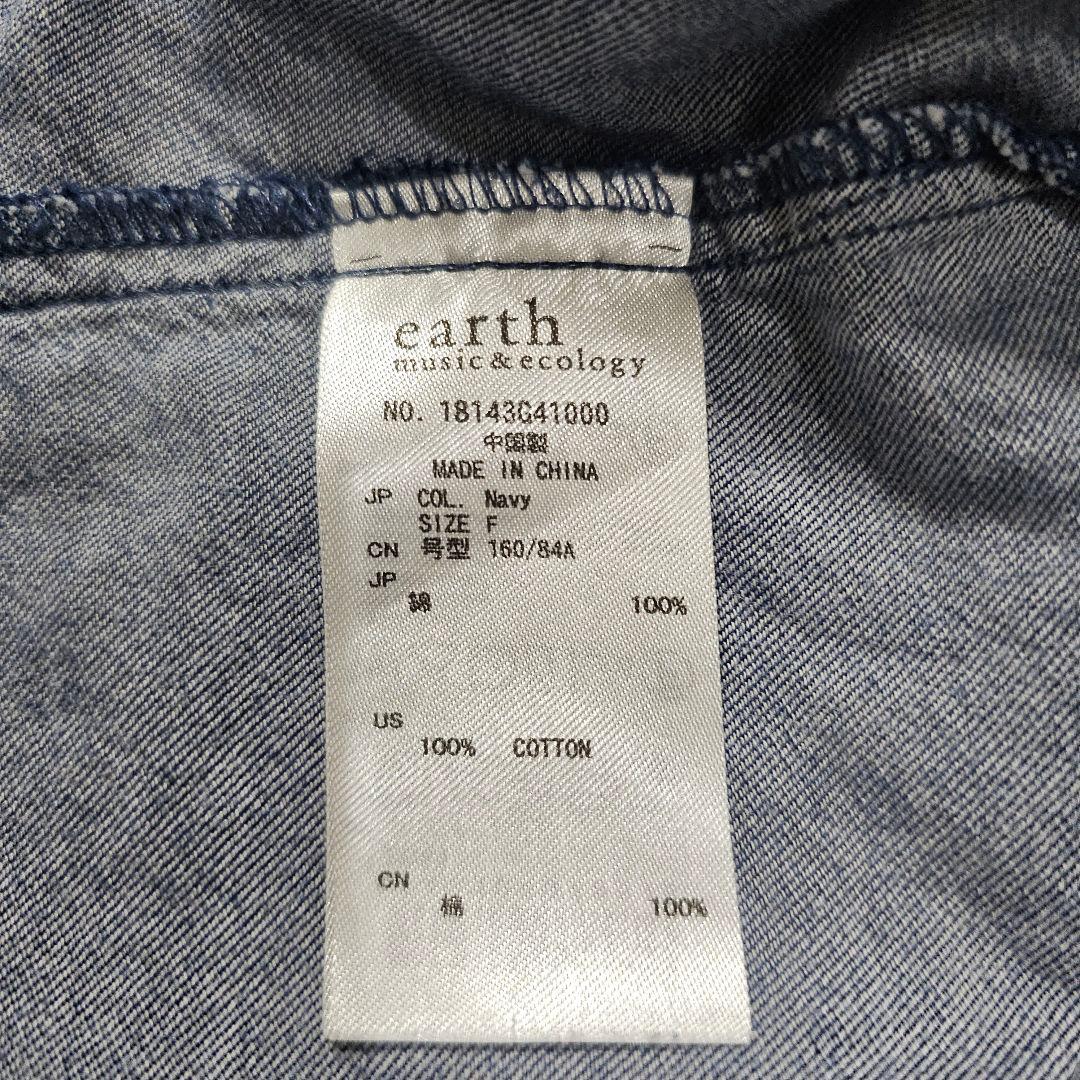 earth
music&ecology
NO. 18143G41000
中国製
MADE IN CHINA
JP COL. Navy
SIZE F
CN 号型 160/84A
JP
綿 100%
US
100% COTTON
CN
棉 100%